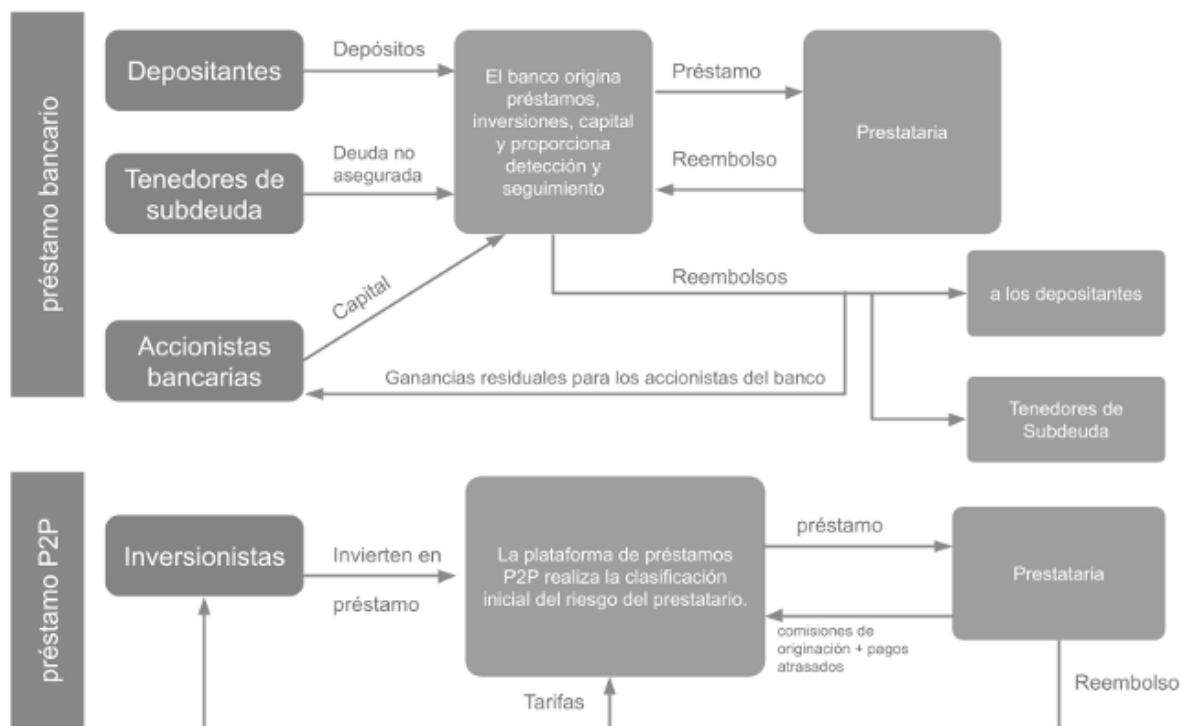 préstamo bancario
Depositantes
Depósitos
El banco origina
préstamos,
inversiones, capital
y proporciona
detección y
seguimiento
Préstamo
Prestataria
Reembolso
Tenedores de
subdeuda
Deuda no
asegurada
Capital
Accionistas
bancarias
Reembolsos
a los depositantes
Ganancias residuales para los accionistas del banco
Tenedores de
Subdeuda
préstamo P2P
Inversionistas
Invierten en
préstamo
La plataforma de préstamos
P2P realiza la clasificación
inicial del riesgo del prestatario.
préstamo
Prestataria
comisiones de
originación + pagos
atrasados
Tarifas
Reembolso